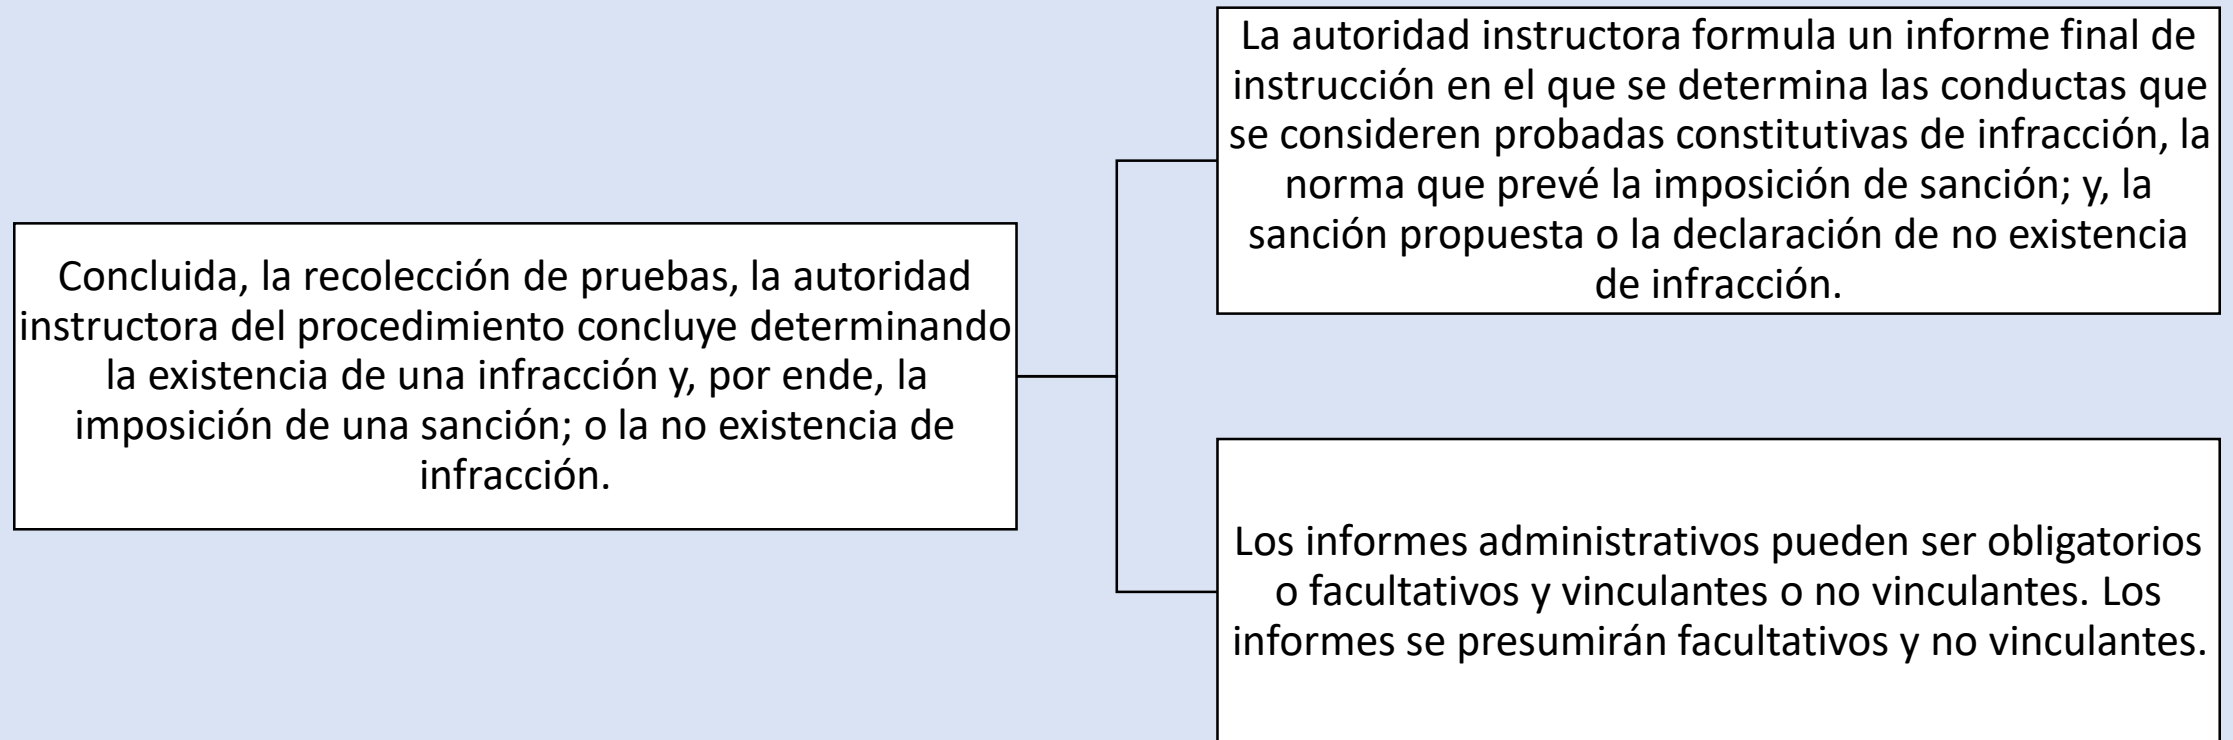 Concluida, la recolección de pruebas, la autoridad
instructora del procedimiento concluye determinando
la existencia de una infracción y, por ende, la
imposición de una sanción; o la no existencia de
infracción.
La autoridad instructora formula un informe final de
instrucción en el que se determina las conductas que
se consideren probadas constitutivas de infracción, la
norma que prevé la imposición de sanción; y, la
sanción propuesta o la declaración de no existencia
de infracción.
Los informes administrativos pueden ser obligatorios
o facultativos y vinculantes o no vinculantes. Los
informes se presumirán facultativos y no vinculantes.